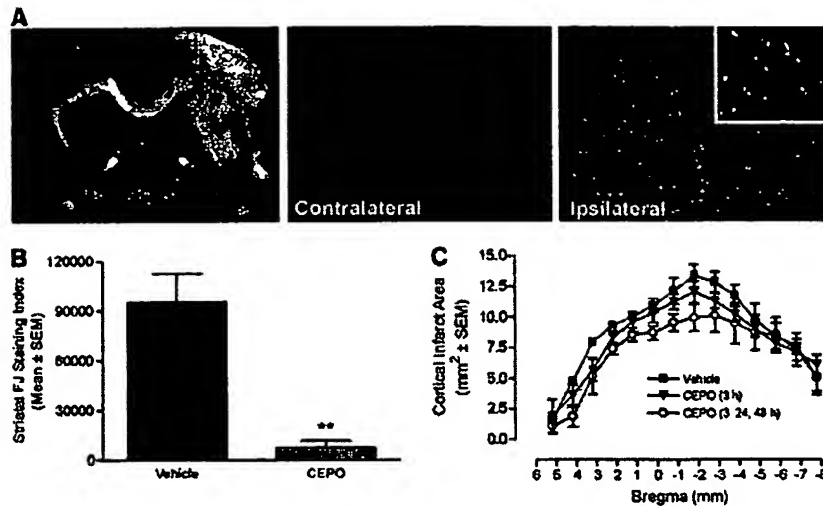 A
Contralateral
Ipsilateral
B
Striatal FJ Staining Index
(Mean ± SEM)
120000
90000
60000
30000
0
**
Vehicle
CEPO
C
Cortical Infarct Area
(mm² ± SEM)
15.0
12.5
10.0
7.5
5.0
2.5
0.0
Vehicle
CEPO (3 h)
CEPO (3, 24, 48 h)
6 5 4 3 2 1 0 -1 -2 -3 -4 -5 -6 -7 -8
Bregma (mm)